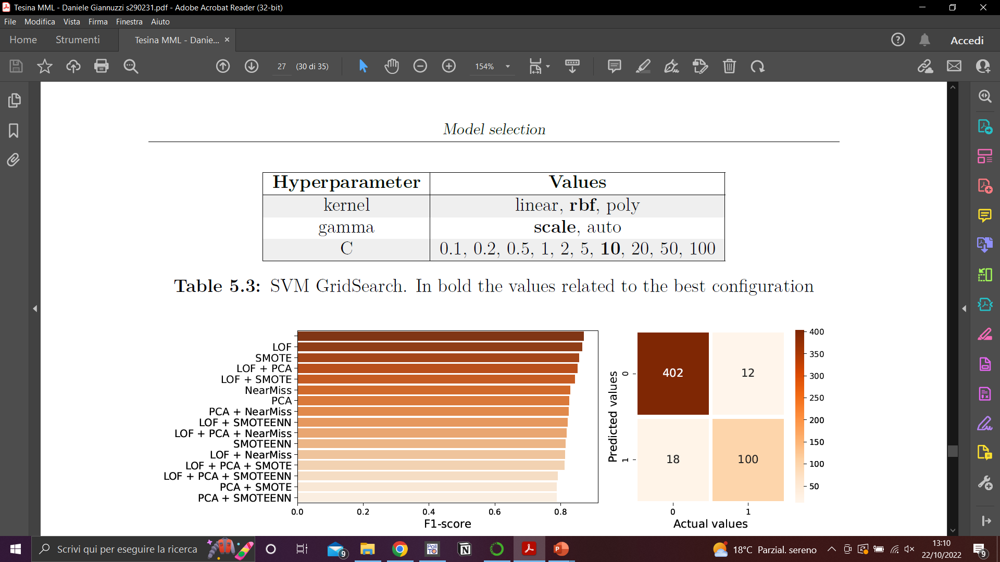 Tesina MML - Daniele Giannuzzi s290231.pdf - Adobe Acrobat Reader (32-bit)
File Modifica Vista Firma Finestra Aiuto
Home Strumenti Tesina MML - Danie... × Accedi
27 (30 di 35) 154%
Model selection
Hyperparameter Values
kernel linear, rbf, poly
gamma scale, auto
C 0.1, 0.2, 0.5, 1, 2, 5, 10, 20, 50, 100
Table 5.3: SVM GridSearch. In bold the values related to the best configuration
LOF
SMOTE
LOF + PCA
LOF + SMOTE
NearMiss
PCA
PCA + NearMiss
LOF + SMOTEENN
LOF + PCA + NearMiss
SMOTEENN
LOF + NearMiss
LOF + PCA + SMOTE
LOF + PCA + SMOTEENN
PCA + SMOTE
PCA + SMOTEENN
0.0 0.2 0.4 0.6 0.8
F1-score
Predicted values
0 402 12
1 18 100
0 1
Actual values
400
350
300
250
200
150
100
50
Scrivi qui per eseguire la ricerca
9
Poli
TO
N
P
18°C Parzial. sereno
13:10
22/10/2022
9